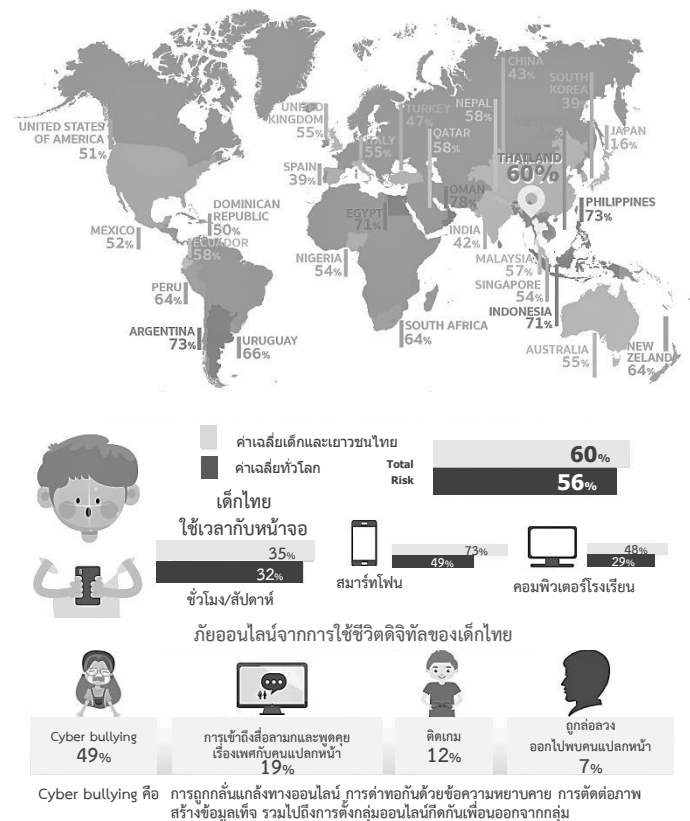 CHINA
43%
SOUTH
KOREA
39%
UNITED
KINGDOM
55%
TURKEY
47%
NEPAL
58%
UNITED STATES
OF AMERICA
51%
ITALY
55%
QATAR
58%
JAPAN
16%
THAILAND
60%
SPAIN
39%
OMAN
78%
DOMINICAN
REPUBLIC
50%
EGYPT
71%
PHILIPPINES
73%
MEXICO
52%
ECUADOR
58%
INDIA
42%
NIGERIA
54%
MALAYSIA
57%
PERU
64%
SINGAPORE
54%
INDONESIA
71%
ARGENTINA
73%
URUGUAY
66%
SOUTH AFRICA
64%
AUSTRALIA
55%
NEW
ZELAND
64%
ค่าเฉลี่ยเด็กและเยาวชนไทย
ค่าเฉลี่ยทั่วโลก
Total
Risk
60%
56%
เด็กไทย
ใช้เวลากับหน้าจอ
35%
32%
ชั่วโมง/สัปดาห์
73%
49%
สมาร์ทโฟน
48%
29%
คอมพิวเตอร์โรงเรียน
ภัยออนไลน์จากการใช้ชีวิตดิจิทัลของเด็กไทย
Cyber bullying
49%
การเข้าถึงสื่อลามกและพูดคุย
เรื่องเพศกับคนแปลกหน้า
19%
ติดเกม
12%
ถูกล่อลวง
ออกไปพบคนแปลกหน้า
7%
Cyber bullying คือ การถูกกลั่นแกล้งทางออนไลน์ การด่าทอกันด้วยข้อความหยาบคาย การตัดต่อภาพ
สร้างข้อมูลเท็จ รวมไปถึงการตั้งกลุ่มออนไลน์กีดกันเพื่อนออกจากกลุ่ม